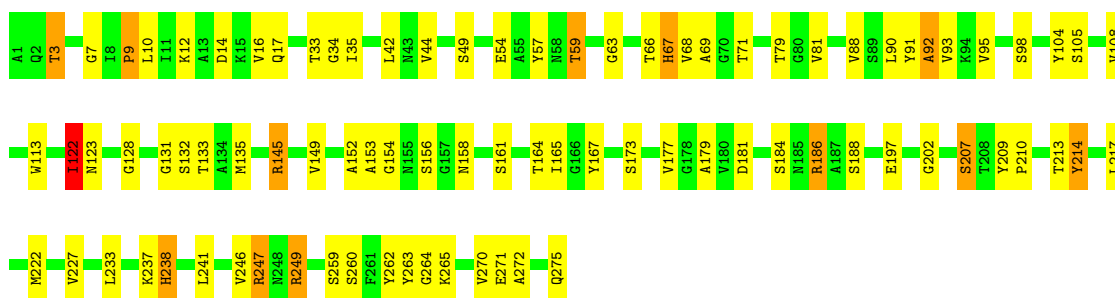 A1 Q2 T3 G7 I8 P9 L10 I11 K12 A13 D14 K15 V16 Q17 T33 G34 I35 L42 N43 V44 S49 E54 A55 Y57 N58 T59 G63 T66 H67 V68 A69 G70 T71 T79 G80 V81 V88 S89 L90 Y91 A92 V93 K94 V95 S98 Y104 S105 V108
W113 I122 N123 G128 G131 S132 T133 A134 M135 R145 V149 A152 A153 G154 N155 S156 G157 N158 S161 T164 I165 G166 Y167 S173 V177 G178 A179 V180 D181 S184 N185 R186 A187 S188 E197 G202 S207 T208 Y209 P210 T213 Y214 L217
M222 V227 L233 K237 H238 L241 V246 R247 N248 R249 S259 S260 F261 Y262 Y263 G264 K265 V270 E271 A272 Q275